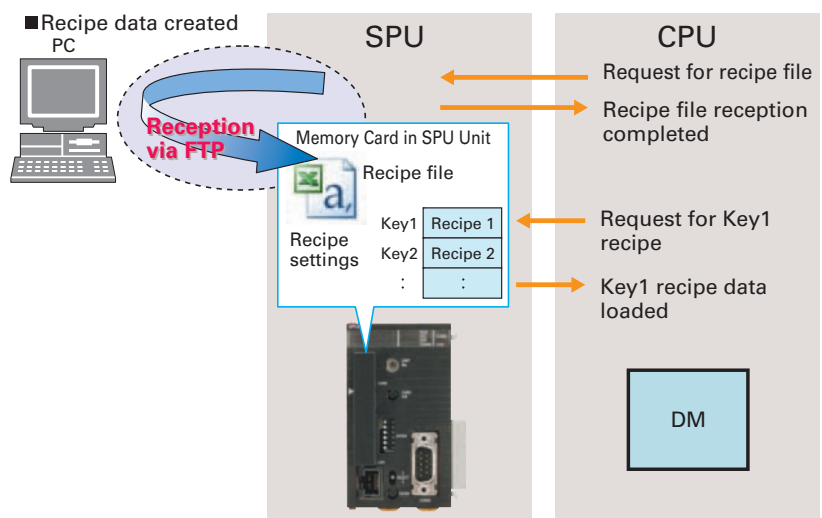 ■Recipe data created
PC
SPU
CPU
Request for recipe file
Recipe file reception
completed
Reception
via FTP
Memory Card in SPU Unit
Recipe file
Recipe
settings
Key1 Recipe 1
Key2 Recipe 2
: :
Request for Key1
recipe
Key1 recipe data
loaded
DM